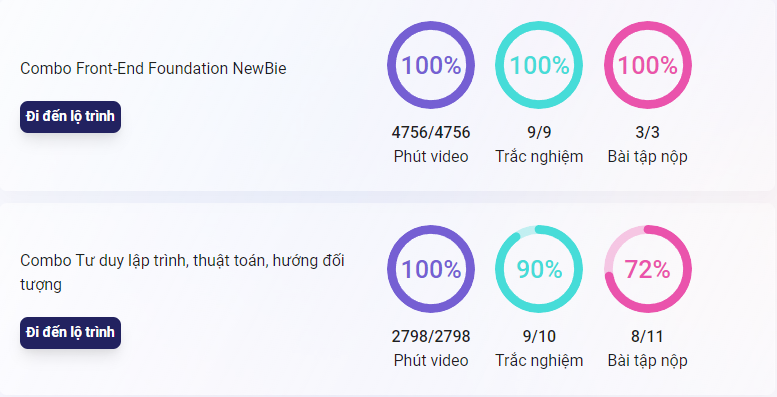 Combo Front-End Foundation NewBie
Đi đến lộ trình
100% 100% 100%
4756/4756 9/9 3/3
Phút video Trắc nghiệm Bài tập nộp
Combo Tư duy lập trình, thuật toán, hướng đối
tượng
Đi đến lộ trình
100% 90% 72%
2798/2798 9/10 8/11
Phút video Trắc nghiệm Bài tập nộp